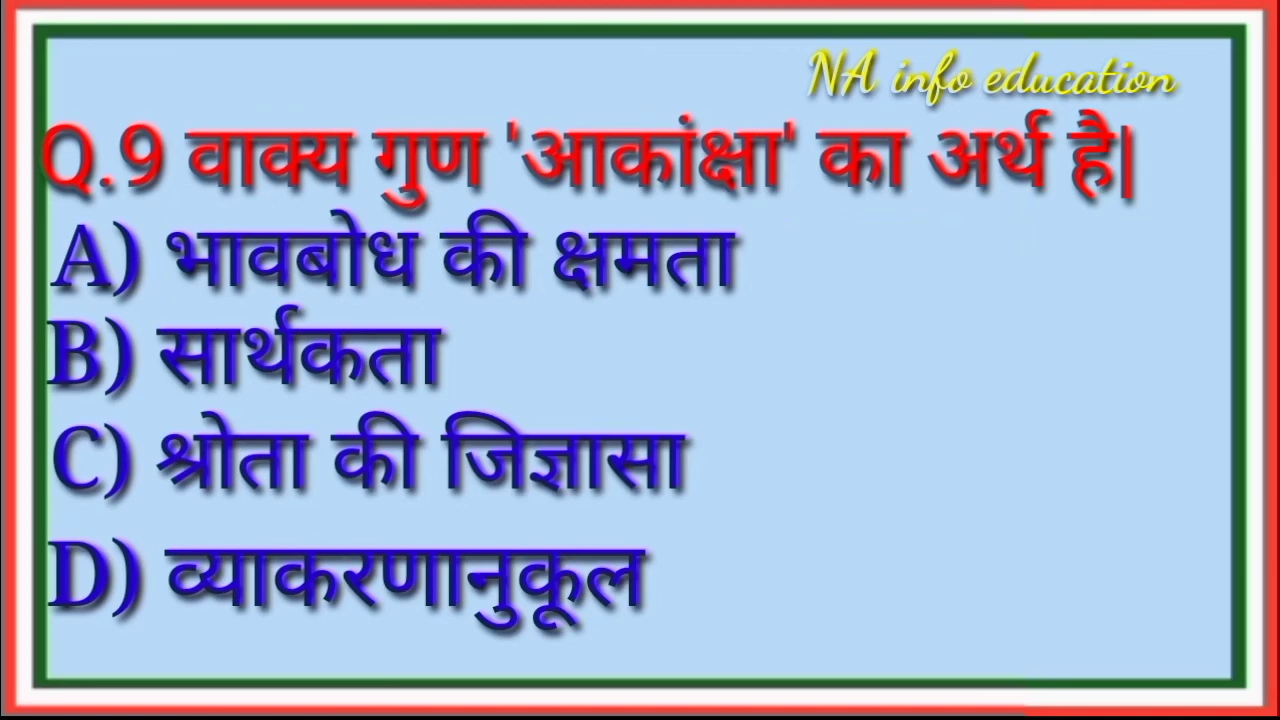 NA info education
Q.9 वाक्य गुण 'आकांक्षा' का अर्थ है|
A) भावबोध की क्षमता
B) सार्थकता
C) श्रोता की जिज्ञासा
D) व्याकरणानुकूल